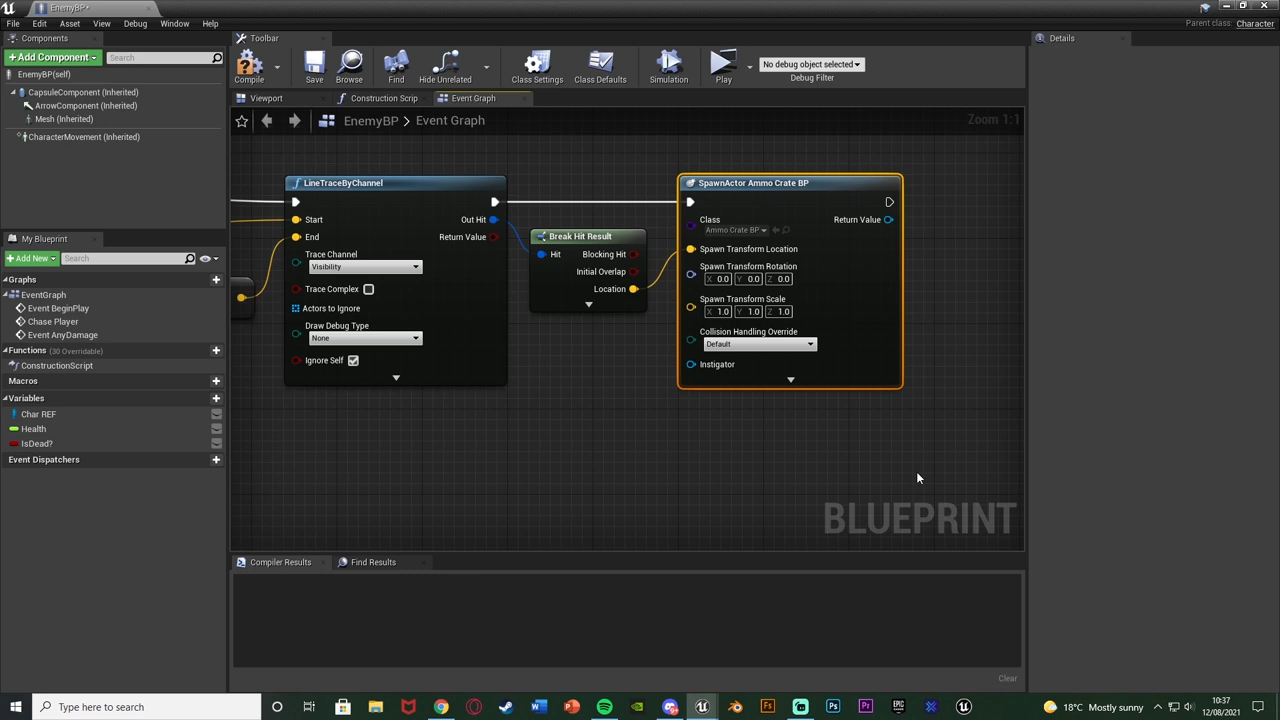 EnemyBP*
File Edit Asset View Debug Window Help
Parent class: Character
Components
+Add Component
Search
EnemyBP(self)
CapsuleComponent (Inherited)
ArrowComponent (Inherited)
Mesh (Inherited)
CharacterMovement (Inherited)
My Blueprint
+Add New
Search
Graphs
EventGraph
Event BeginPlay
Chase Player
Event AnyDamage
Functions (30 Overridable)
ConstructionScript
Macros
Variables
Char REF
Health
IsDead?
Event Dispatchers
Toolbar
Compile
Save
Browse
Find
Hide Unrelated
Class Settings
Class Defaults
Simulation
Play
No debug object selected
Debug Filter
Viewport
Construction Scrip
Event Graph
EnemyBP > Event Graph
Zoom 1:1
LineTraceByChannel
Start
Out Hit
End
Return Value
Trace Channel
Visibility
Trace Complex
Actors to Ignore
Draw Debug Type
None
Ignore Self
Break Hit Result
Hit
Blocking Hit
Initial Overlap
Location
SpawnActor Ammo Crate BP
Class
Ammo Crate BP
Return Value
Spawn Transform Location
Spawn Transform Rotation
X 0.0 Y 0.0 Z 0.0
Spawn Transform Scale
X 1.0 Y 1.0 Z 1.0
Collision Handling Override
Default
Instigator
BLUEPRINT
Compiler Results
Find Results
Clear
Details
Type here to search
18°C Mostly sunny
10:37
12/08/2021